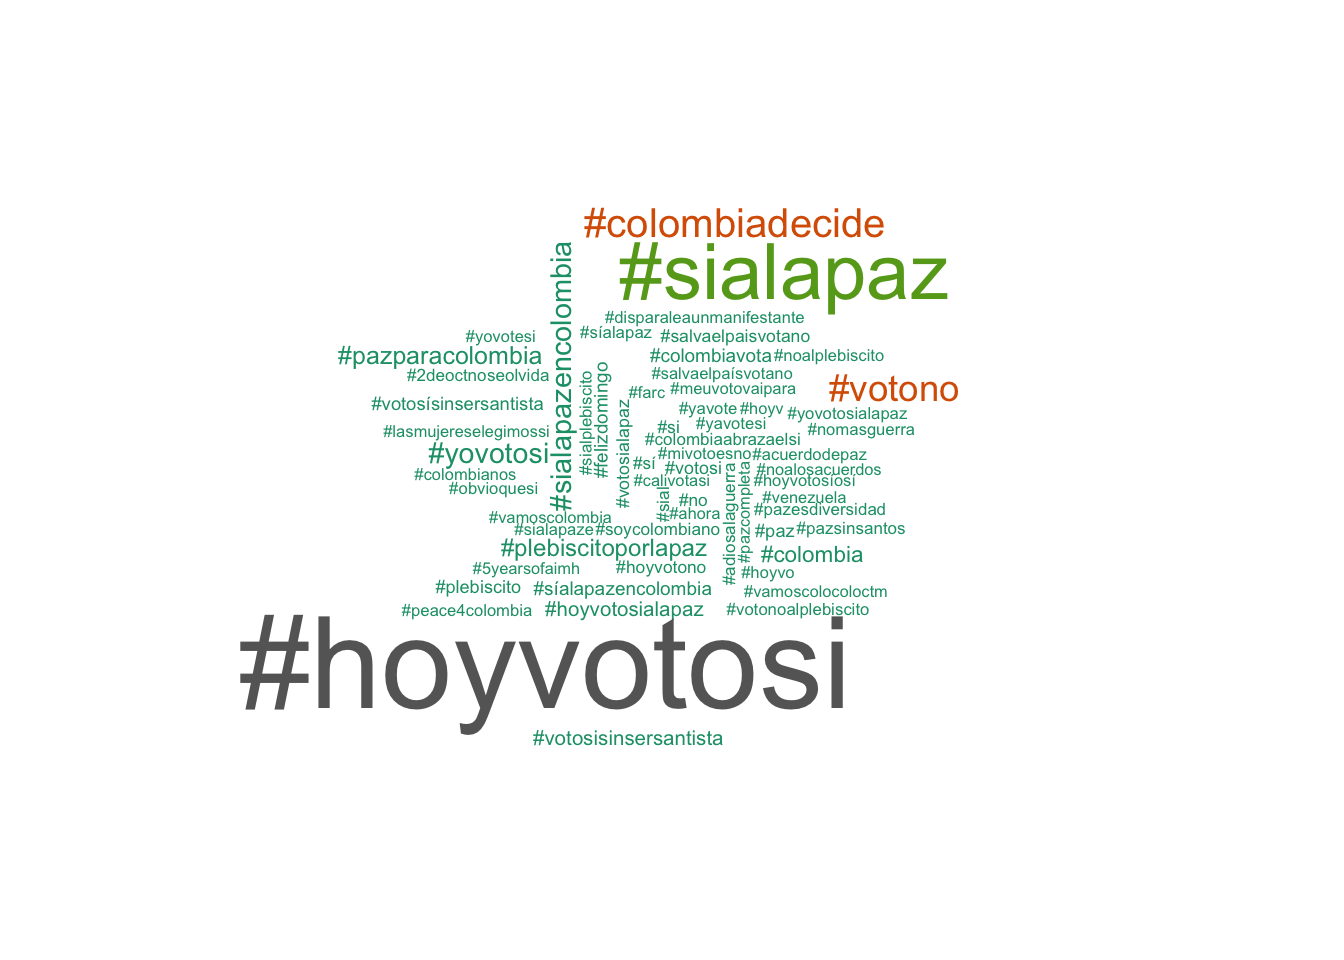 #colombiadecide
#sialapaz
#sialapazencolombia
#disparaleaunmanifestante
#yovotesi
#síalapaz
#salvaelpaisvotano
#pazparacolombia
#colombiavota
#noalplebiscito
#2deoctnoseolvida
#salvaelpaísvotano
#sialplebiscito
#felizdomingo
#farc
#meuvotovaipara
#votono
#votosísinsersantista
#votosialapaz
#yavote
#hoyv
#yovotosialapaz
#lasmujereselegimossi
#si
#yavotesi
#nomasguerra
#colombiaabrazaelsi
#yovotosi
#mivotoesno
#acuerdodepaz
#sí
#votosi
#noalosacuerdos
#colombianos
#calivotasi
#hoyvotosíosí
#obvioquesi
#sial
#no
#adiosalaguerra
#pazcompleta
#venezuela
#vamoscolombia
#ahora
#pazesdiversidad
#sialapaze
#soycolombiano
#paz
#pazsinsantos
#plebiscitoporlapaz
#colombia
#5yearsofaimh
#hoyvotono
#hoyvo
#plebiscito
#síalapazencolombia
#vamoscolocoloctm
#peace4colombia
#hoyvotosialapaz
#votonoalplebiscito
#hoyvotosi
#votosisinsersantista